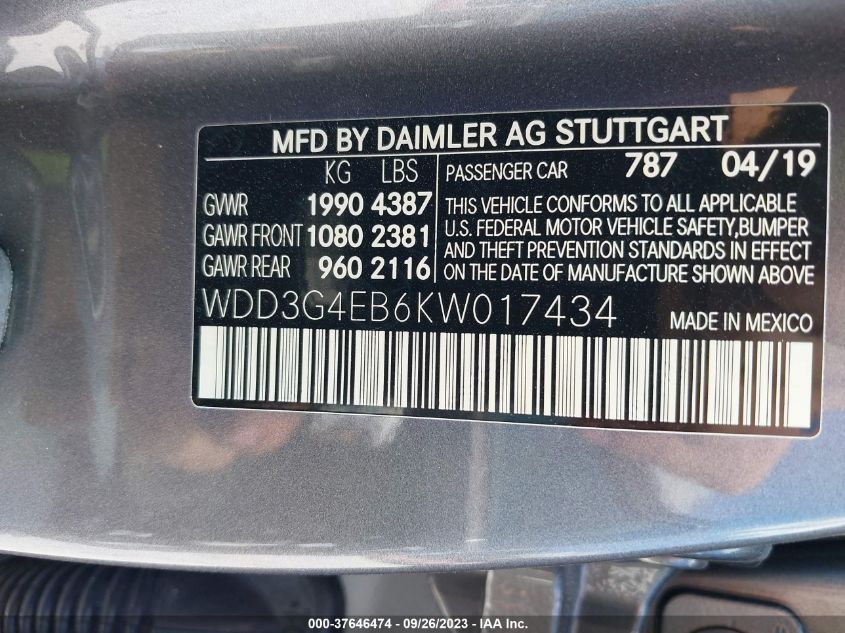 MFD BY DAIMLER AG STUTTGART
KG LBS
GVWR 1990 4387
GAWR FRONT 1080 2381
GAWR REAR 960 2116
PASSENGER CAR 787 04/19
THIS VEHICLE CONFORMS TO ALL APPLICABLE
U.S. FEDERAL MOTOR VEHICLE SAFETY,BUMPER
AND THEFT PREVENTION STANDARDS IN EFFECT
ON THE DATE OF MANUFACTURE SHOWN ABOVE
WDD3G4EB6KW017434
MADE IN MEXICO
000-37646474 - 09/26/2023 - IAA Inc.